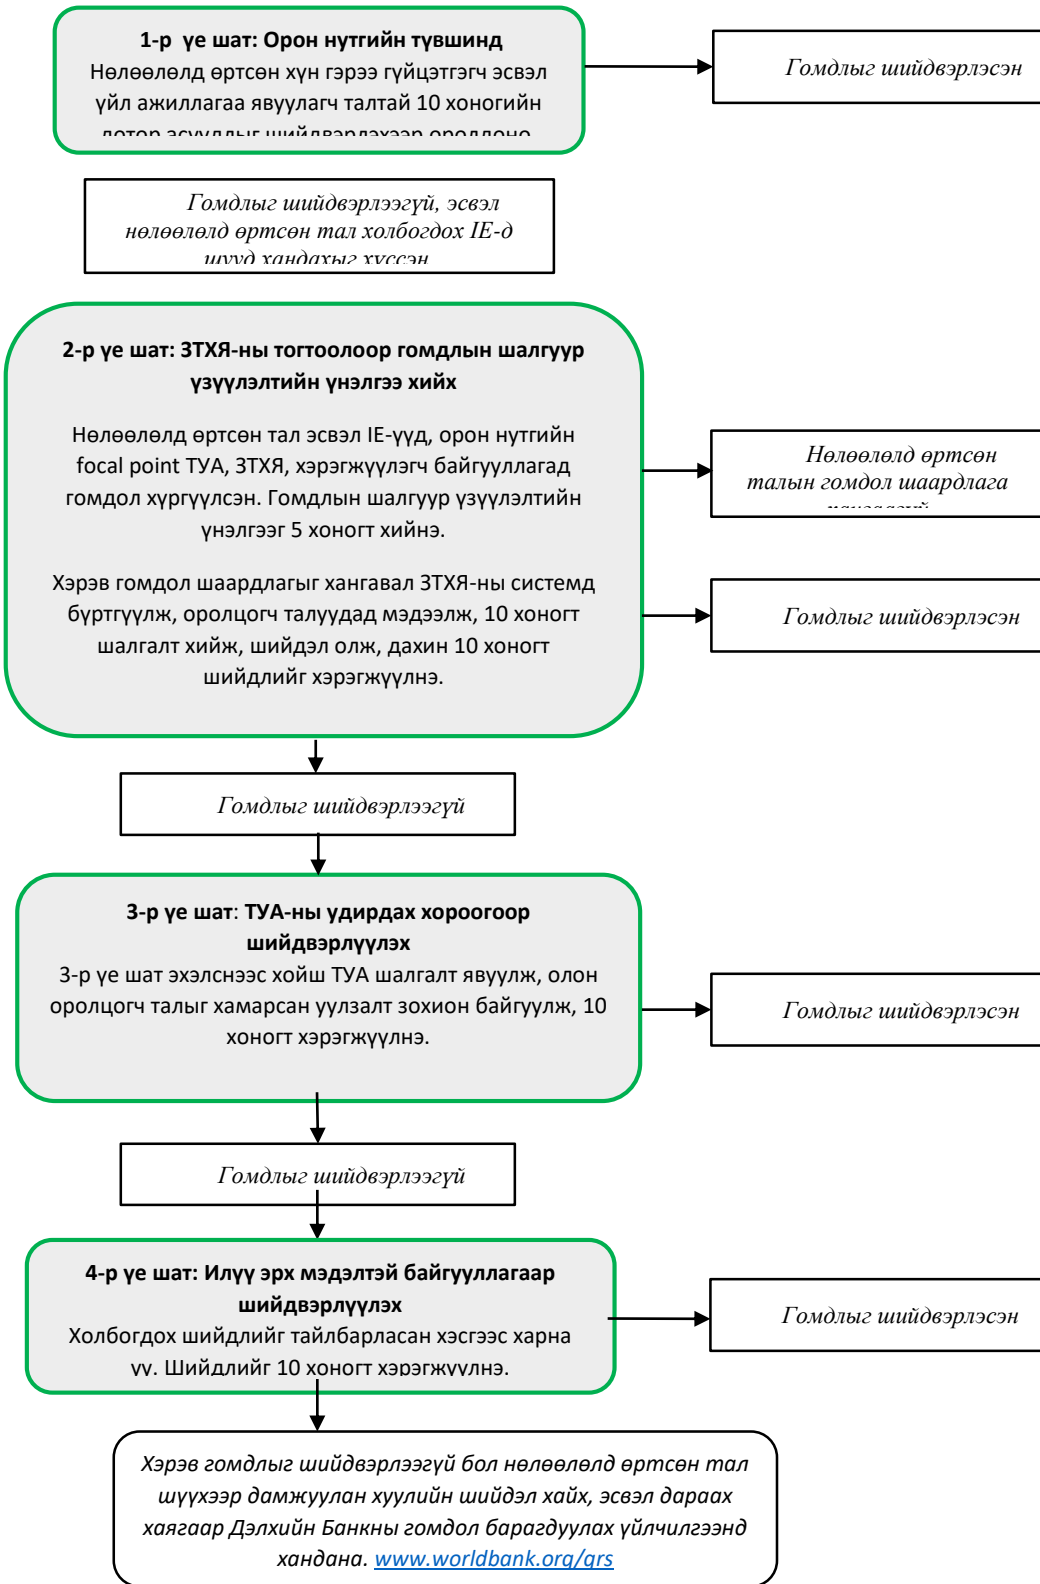 1-р үе шат: Орон нутгийн түвшинд
Нөлөөлөлд өртсөн хүн гэрээ гүйцэтгэгч эсвэл
үйл ажиллагаа явуулагч талтай 10 хоногийн
дотор асуудлыг шийдвэрлэхээр оролдоно.
Гомдлыг шийдвэрлэсэн
Гомдлыг шийдвэрлээгүй, эсвэл
нөлөөлөлд өртсөн тал холбогдох IE-д
шууд хандахыг хүссэн
2-р үе шат: ЗТХЯ-ны тогтоолоор гомдлын шалгуур
үзүүлэлтийн үнэлгээ хийх
Нөлөөлөлд өртсөн тал эсвэл IE-үүд, орон нутгийн
focal point ТУА, ЗТХЯ, хэрэгжүүлэгч байгууллагад
гомдол хүргүүлсэн. Гомдлын шалгуур үзүүлэлтийн
үнэлгээг 5 хоногт хийнэ.
Хэрэв гомдол шаардлагыг хангавал ЗТХЯ-ны системд
бүртгүүлж, оролцогч талуудад мэдээлж, 10 хоногт
шалгалт хийж, шийдэл олж, дахин 10 хоногт
шийдлийг хэрэгжүүлнэ.
Нөлөөлөлд өртсөн
талын гомдол шаардлага
хангаагүй
Гомдлыг шийдвэрлэсэн
Гомдлыг шийдвэрлээгүй
3-р үе шат: ТУА-ны удирдах хороогоор
шийдвэрлүүлэх
3-р үе шат эхэлснээс хойш ТУА шалгалт явуулж, олон
оролцогч талыг хамарсан уулзалт зохион байгуулж, 10
хоногт хэрэгжүүлнэ.
Гомдлыг шийдвэрлэсэн
Гомдлыг шийдвэрлээгүй
4-р үе шат: Илүү эрх мэдэлтэй байгууллагаар
шийдвэрлүүлэх
Холбогдох шийдлийг тайлбарласан хэсгээс харна
уу. Шийдлийг 10 хоногт хэрэгжүүлнэ.
Гомдлыг шийдвэрлэсэн
Хэрэв гомдлыг шийдвэрлээгүй бол нөлөөлөлд өртсөн тал
шүүхээр дамжуулан хуулийн шийдэл хайх, эсвэл дараах
хаягаар Дэлхийн Банкны гомдол барагдуулах үйлчилгээнд
хандана. www.worldbank.org/grs